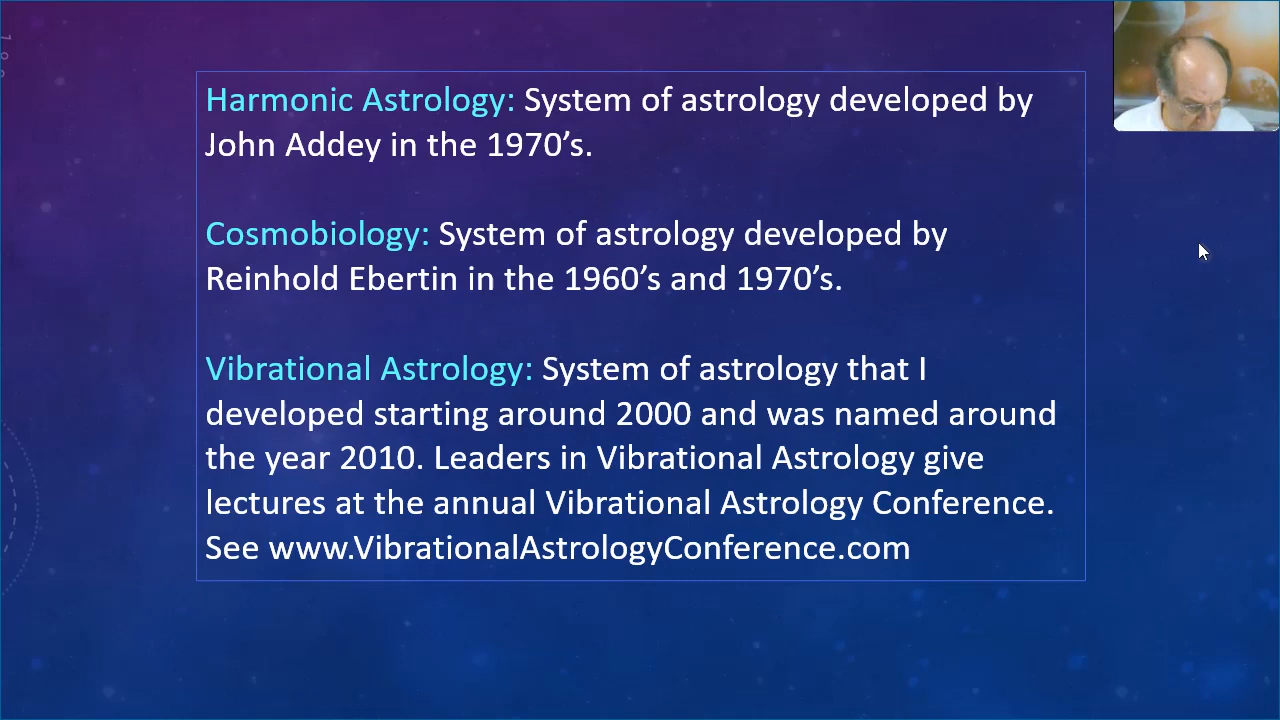 Harmonic Astrology: System of astrology developed by
John Addey in the 1970’s.
Cosmobiology: System of astrology developed by
Reinhold Ebertin in the 1960’s and 1970’s.
Vibrational Astrology: System of astrology that I
developed starting around 2000 and was named around
the year 2010. Leaders in Vibrational Astrology give
lectures at the annual Vibrational Astrology Conference.
See www.VibrationalAstrologyConference.com